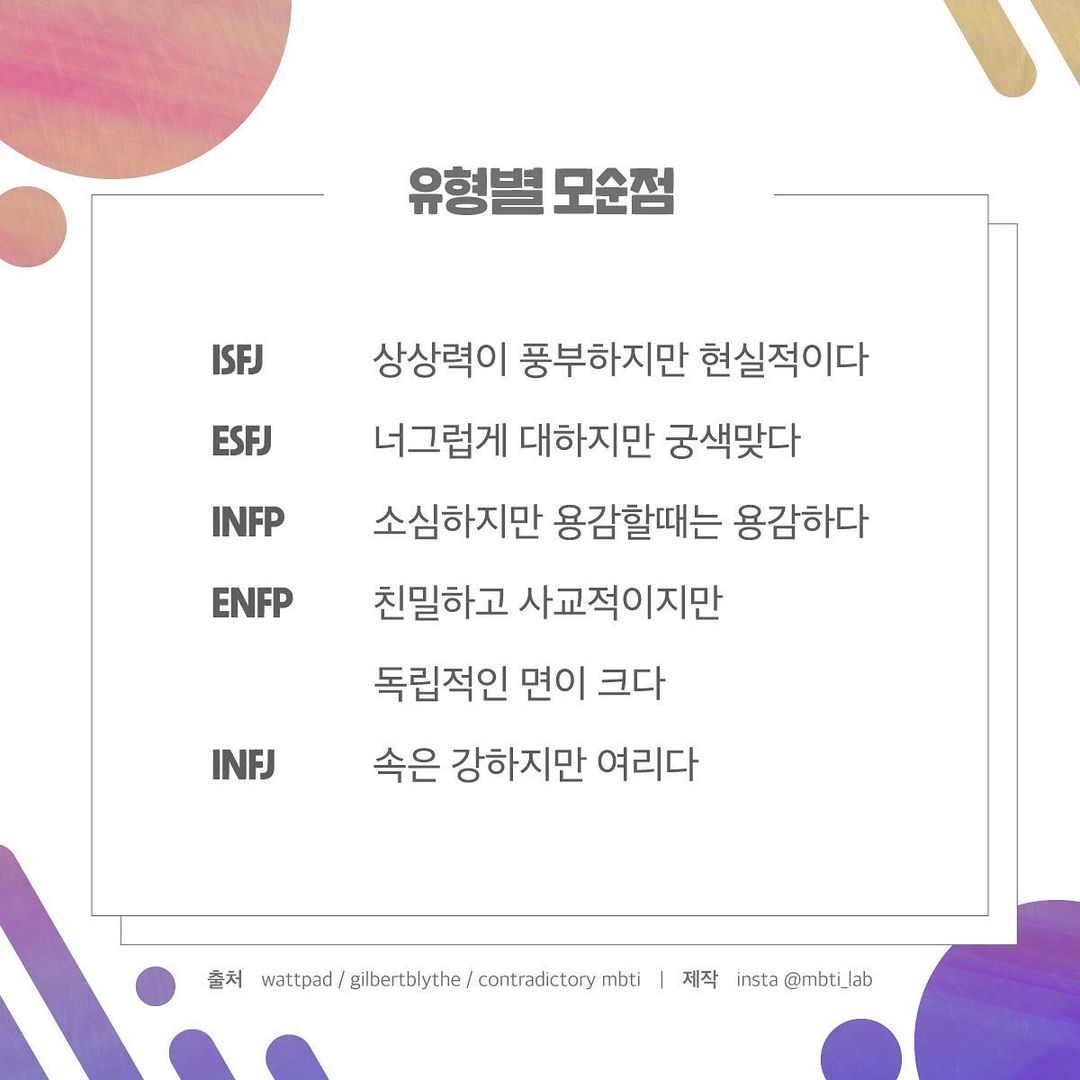 유형별 모순점
ISFJ 상상력이 풍부하지만 현실적이다
ESFJ 너그럽게 대하지만 궁색맞다
INFP 소심하지만 용감할때는 용감하다
ENFP 친밀하고 사교적이지만
독립적인 면이 크다
INFJ 속은 강하지만 여리다
출처 wattpad / gilbertblythe / contradictory mbti | 제작 insta @mbti_lab